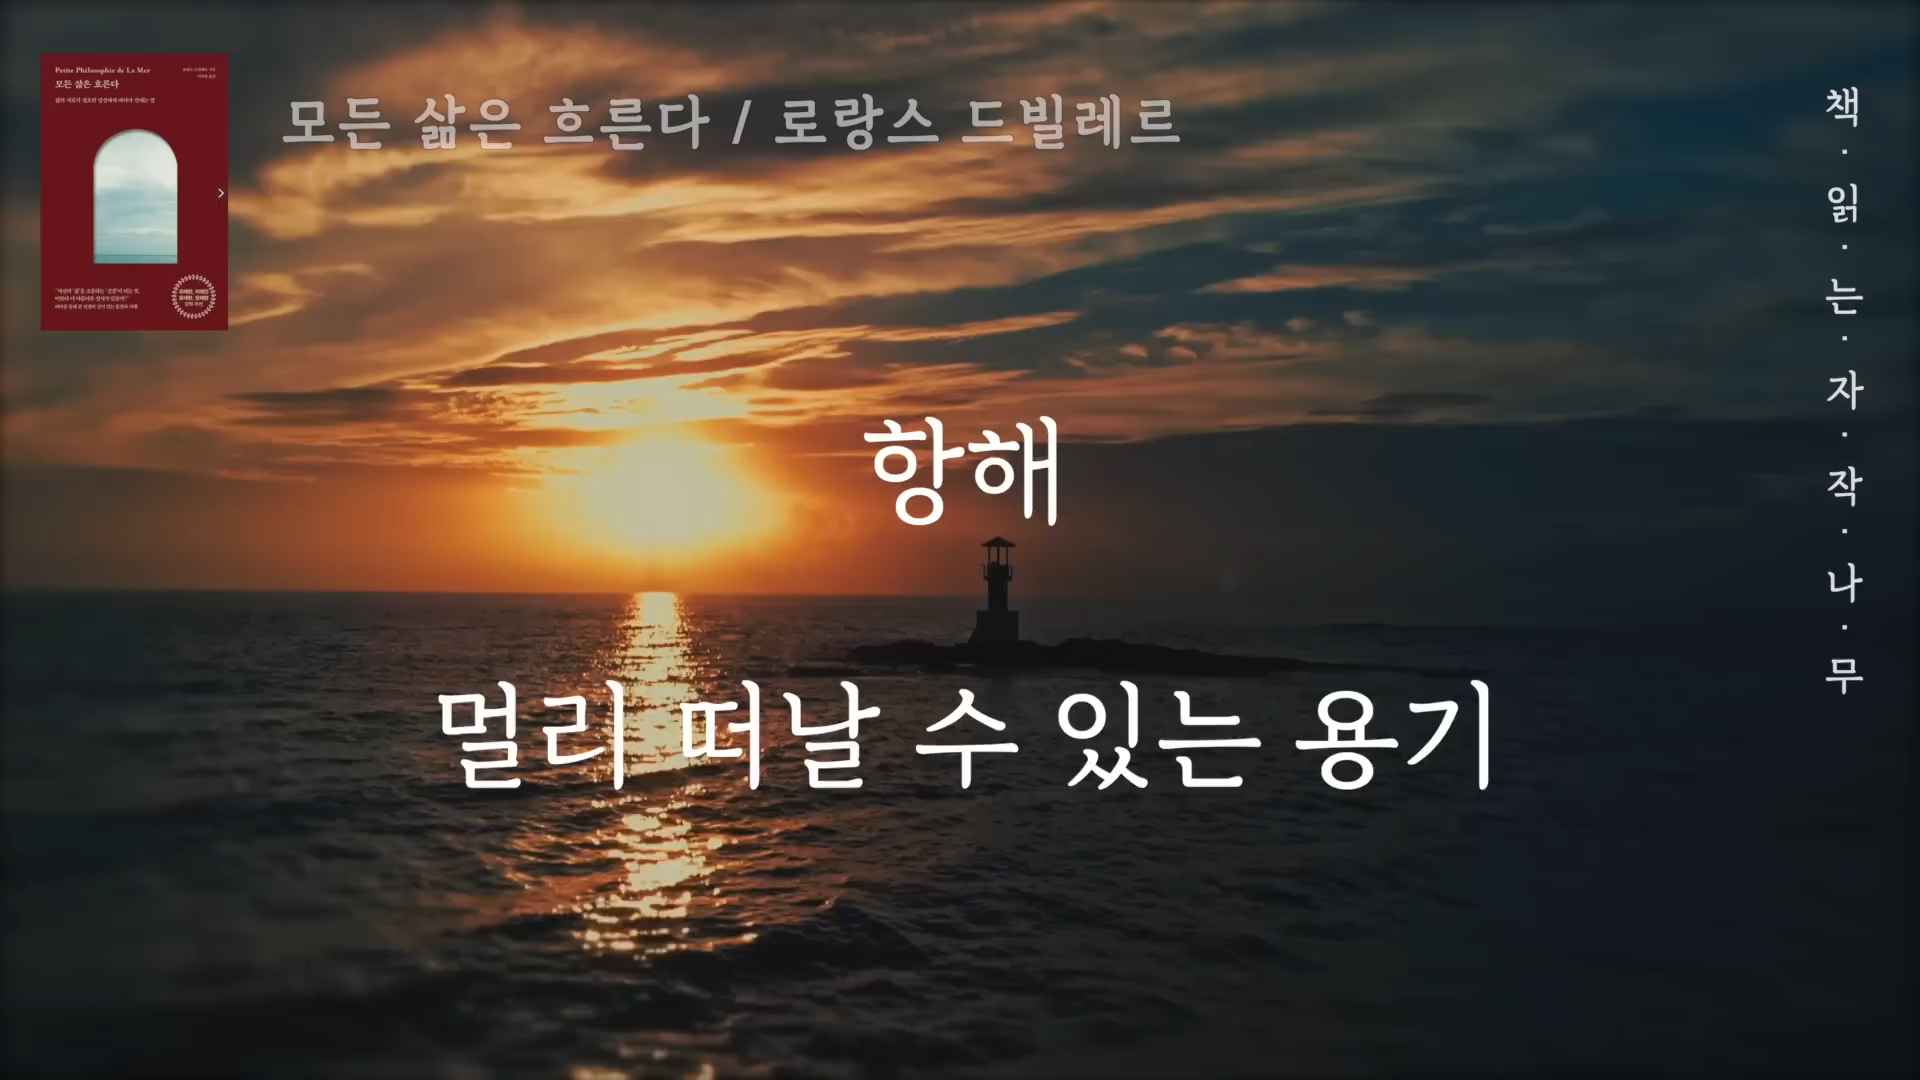 Petite Philosophie de La Mer
모든 삶은 흐른다
모든 삶은 흐른다 / 로랑스 드빌레르
항해
멀리 떠날 수 있는 용기
책·읽·는·자·작·나·무